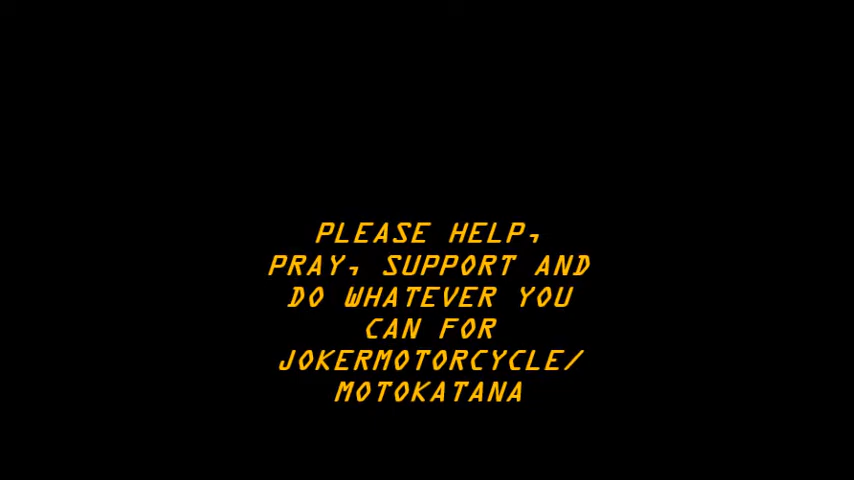 PLEASE HELP,
PRAY, SUPPORT AND
DO WHATEVER YOU
CAN FOR
JOKERMOTORCYCLE/
MOTOKATANA